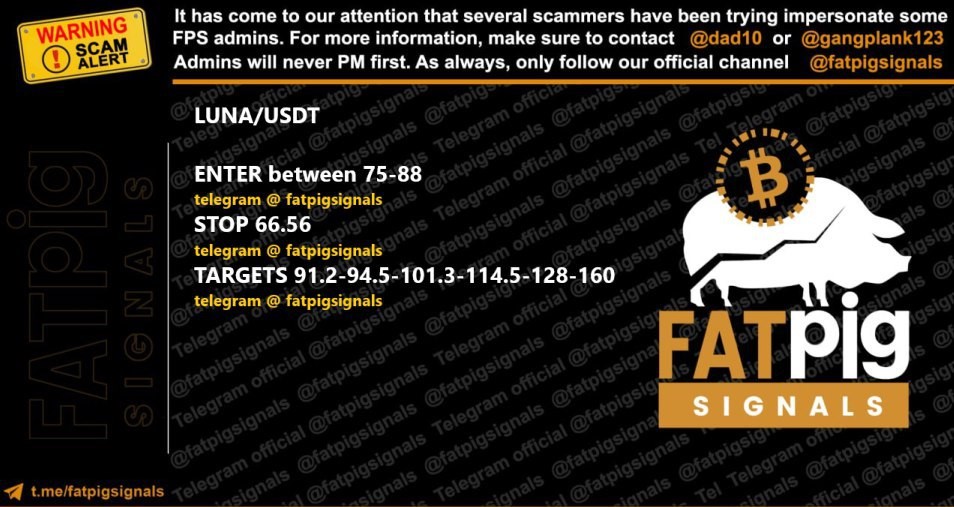 WARNING
SCAM
ALERT
It has come to our attention that several scammers have been trying impersonate some
FPS admins. For more information, make sure to contact @dad10 or @gangplank123
Admins will never PM first. As always, only follow our official channel @fatpigsignals
LUNA/USDT
ENTER between 75-88
telegram @ fatpigsignals
STOP 66.56
telegram @ fatpigsignals
TARGETS 91.2-94.5-101.3-114.5-128-160
telegram @ fatpigsignals
FATpig
SIGNALS
FATpig
SIGNALS
t.me/fatpigsignals
Telegram official @fatpigsignals